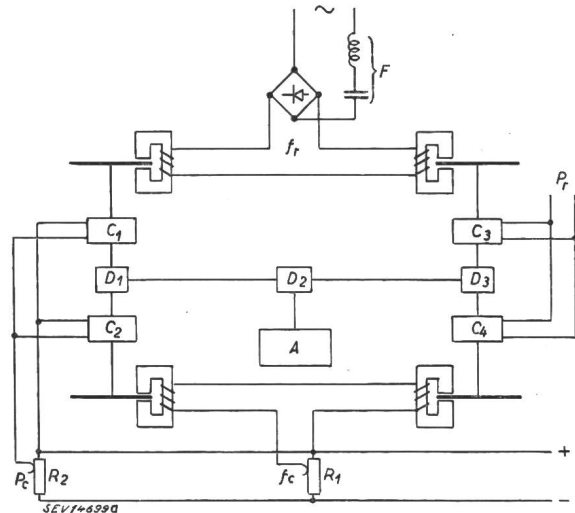 ~
F
fr
Pr
C1
C3
D1
D2
D3
C2
C4
A
+
Pc
R2
fc
R1
−
SEV14699a